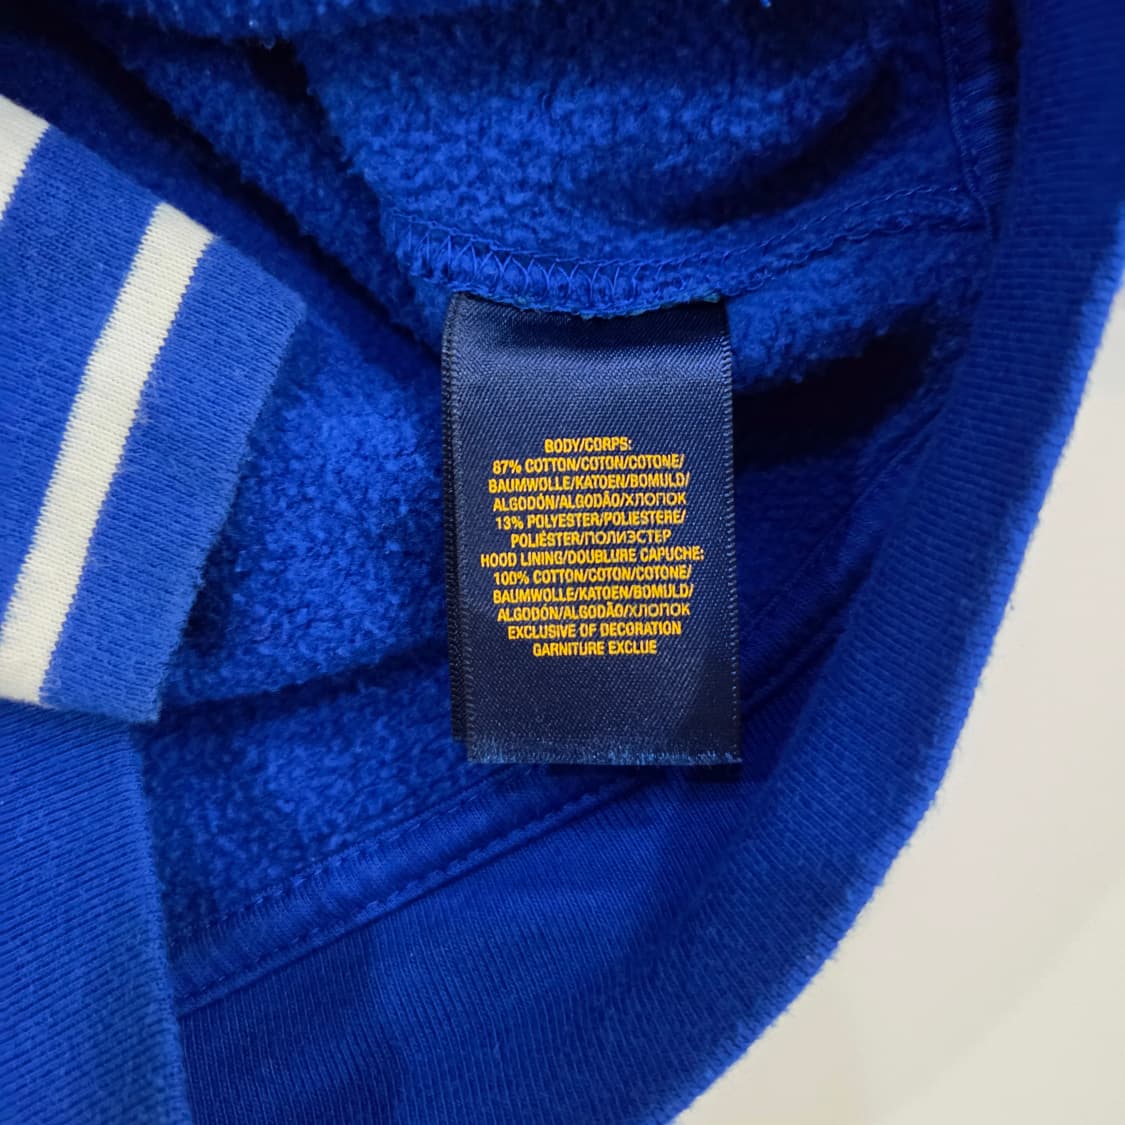 BODY/CORPS:
87% COTTON/COTON/COTONE/
BAUMWOLLE/KATOEN/BOMULD/
ALGODÓN/ALGODÃO/ХЛОПОК
13% POLYESTER/POLIESTERE/
POLIÉSTER/ПОЛИЭСТЕР
HOOD LINING/DOUBLURE CAPUCHE:
100% COTTON/COTON/COTONE/
BAUMWOLLE/KATOEN/BOMULD/
ALGODÓN/ALGODÃO/ХЛОПОК
EXCLUSIVE OF DECORATION
GARNITURE EXCLUE